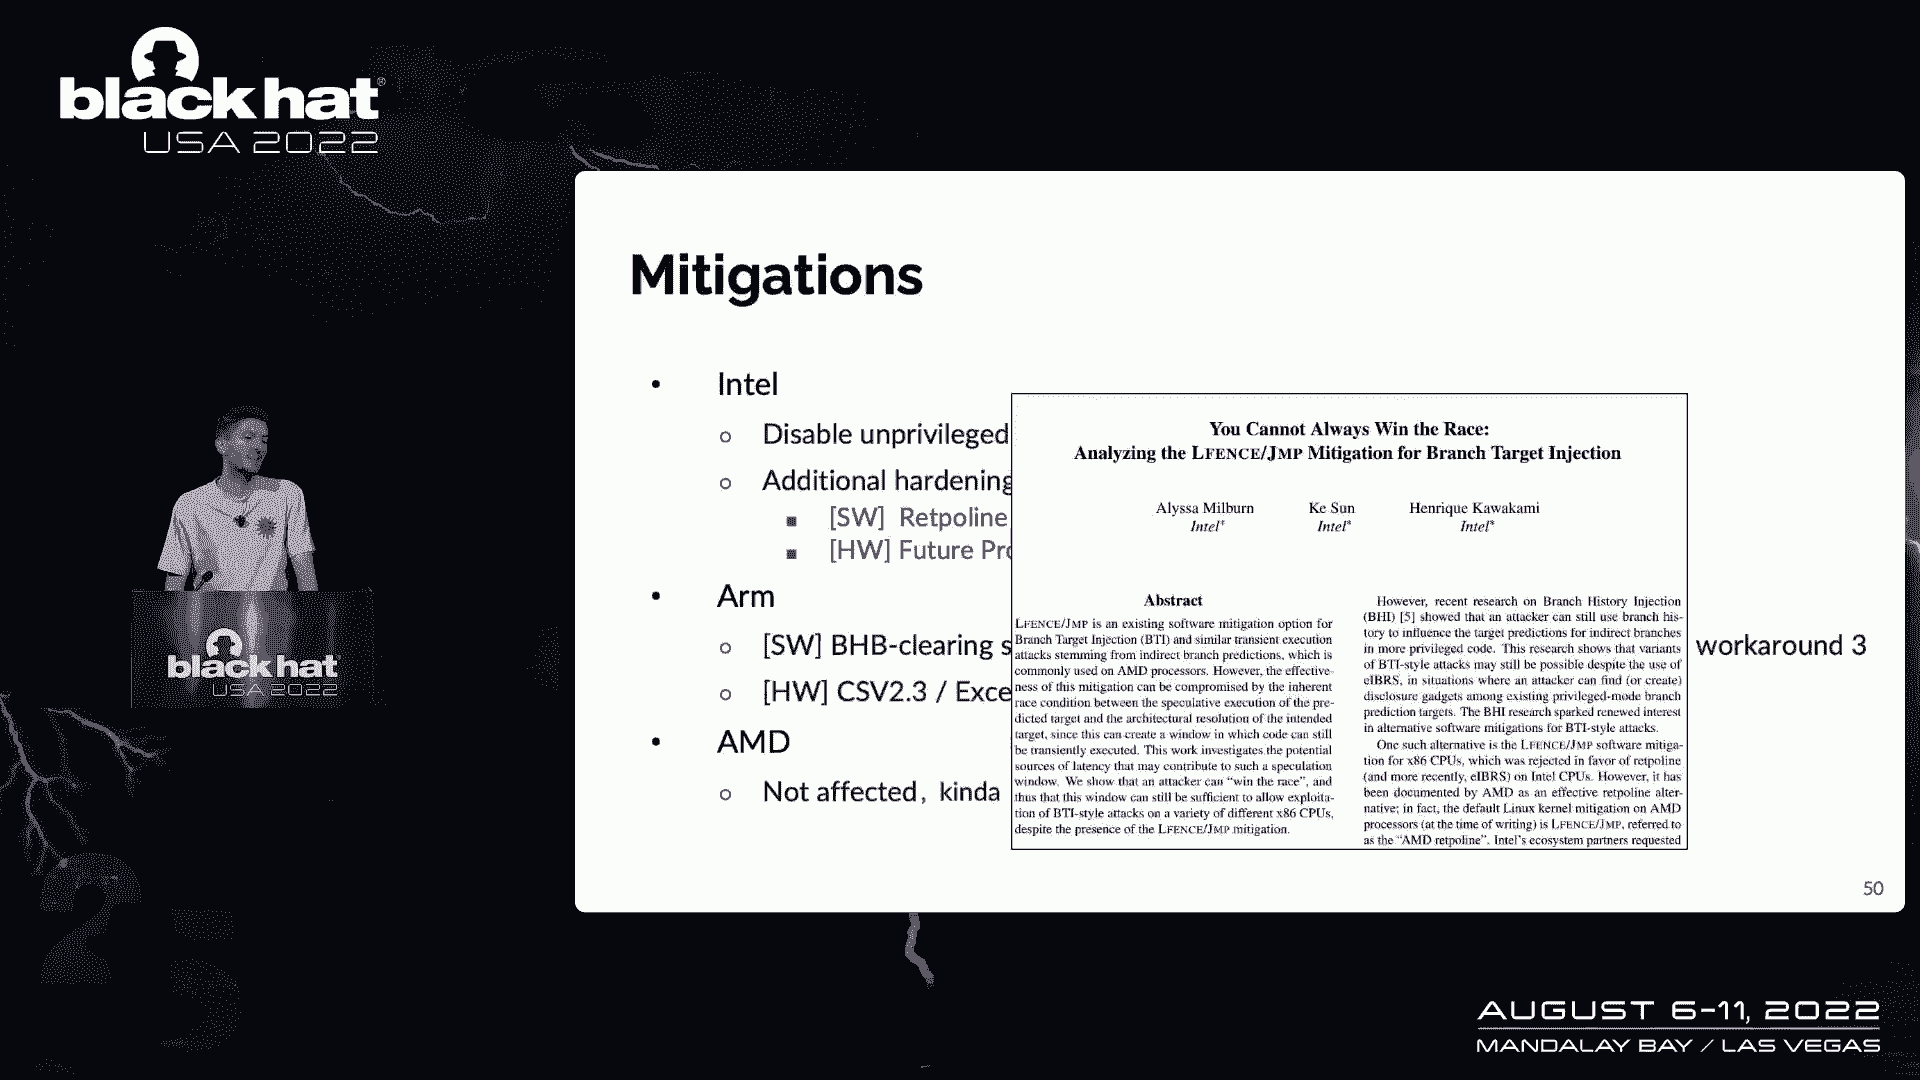 black hat®
USA 2022
Mitigations
Intel
Disable unprivileged
Additional hardening
[SW] Retpoline
[HW] Future Pro
Arm
[SW] BHB-clearing s
workaround 3
[HW] CSV2.3 / Exce
AMD
Not affected, kinda
You Cannot Always Win the Race:
Analyzing the LFENCE/JMP Mitigation for Branch Target Injection
Alyssa Milburn Ke Sun Henrique Kawakami
Intel* Intel* Intel*
Abstract
LFENCE/JMP is an existing software mitigation option for
Branch Target Injection (BTI) and similar transient execution
attacks stemming from indirect branch predictions, which is
commonly used on AMD processors. However, the effective-
ness of this mitigation can be compromised by the inherent
race condition between the speculative execution of the pre-
dicted target and the architectural resolution of the intended
target, since this can create a window in which code can still
be transiently executed. This work investigates the potential
sources of latency that may contribute to such a speculation
window. We show that an attacker can “win the race”, and
thus that this window can still be sufficient to allow exploita-
tion of BTI-style attacks on a variety of different x86 CPUs,
despite the presence of the LFENCE/JMP mitigation.
However, recent research on Branch History Injection
(BHI) [5] showed that an attacker can still use branch his-
tory to influence the target predictions for indirect branches
in more privileged code. This research shows that variants
of BTI-style attacks may still be possible despite the use of
eIBRS, in situations where an attacker can find (or create)
disclosure gadgets among existing privileged-mode branch
prediction targets. The BHI research sparked renewed interest
in alternative software mitigations for BTI-style attacks.
One such alternative is the LFENCE/JMP software mitiga-
tion for x86 CPUs, which was rejected in favor of retpoline
(and more recently, eIBRS) on Intel CPUs. However, it has
been documented by AMD as an effective retpoline alter-
native; in fact, the default Linux kernel mitigation on AMD
processors (at the time of writing) is LFENCE/JMP, referred to
as the “AMD retpoline”. Intel's ecosystem partners requested
50
black hat
USA 2022
25
AUGUST 6-11, 2022
MANDALAY BAY / LAS VEGAS